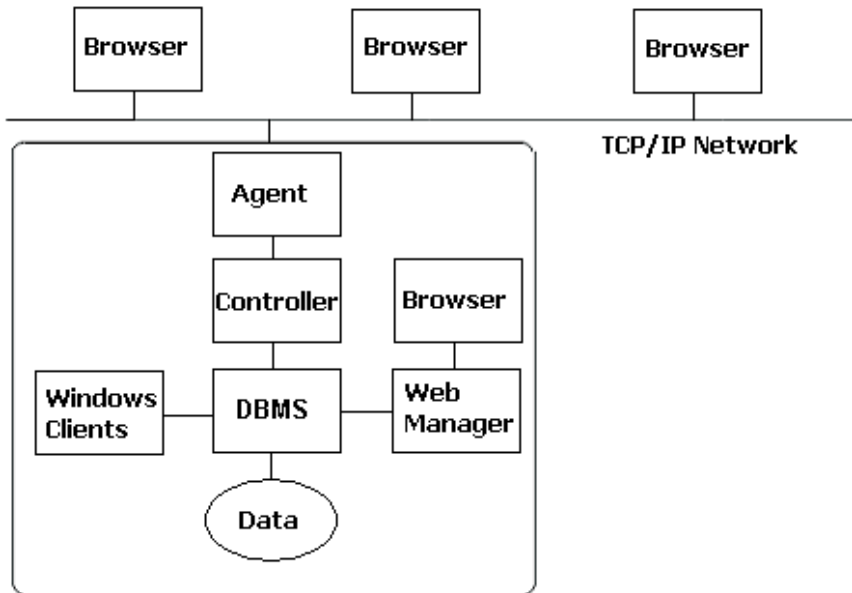 Browser
Browser
Browser
TCP/IP Network
Agent
Controller
Browser
Windows
Clients
DBMS
Web
Manager
Data